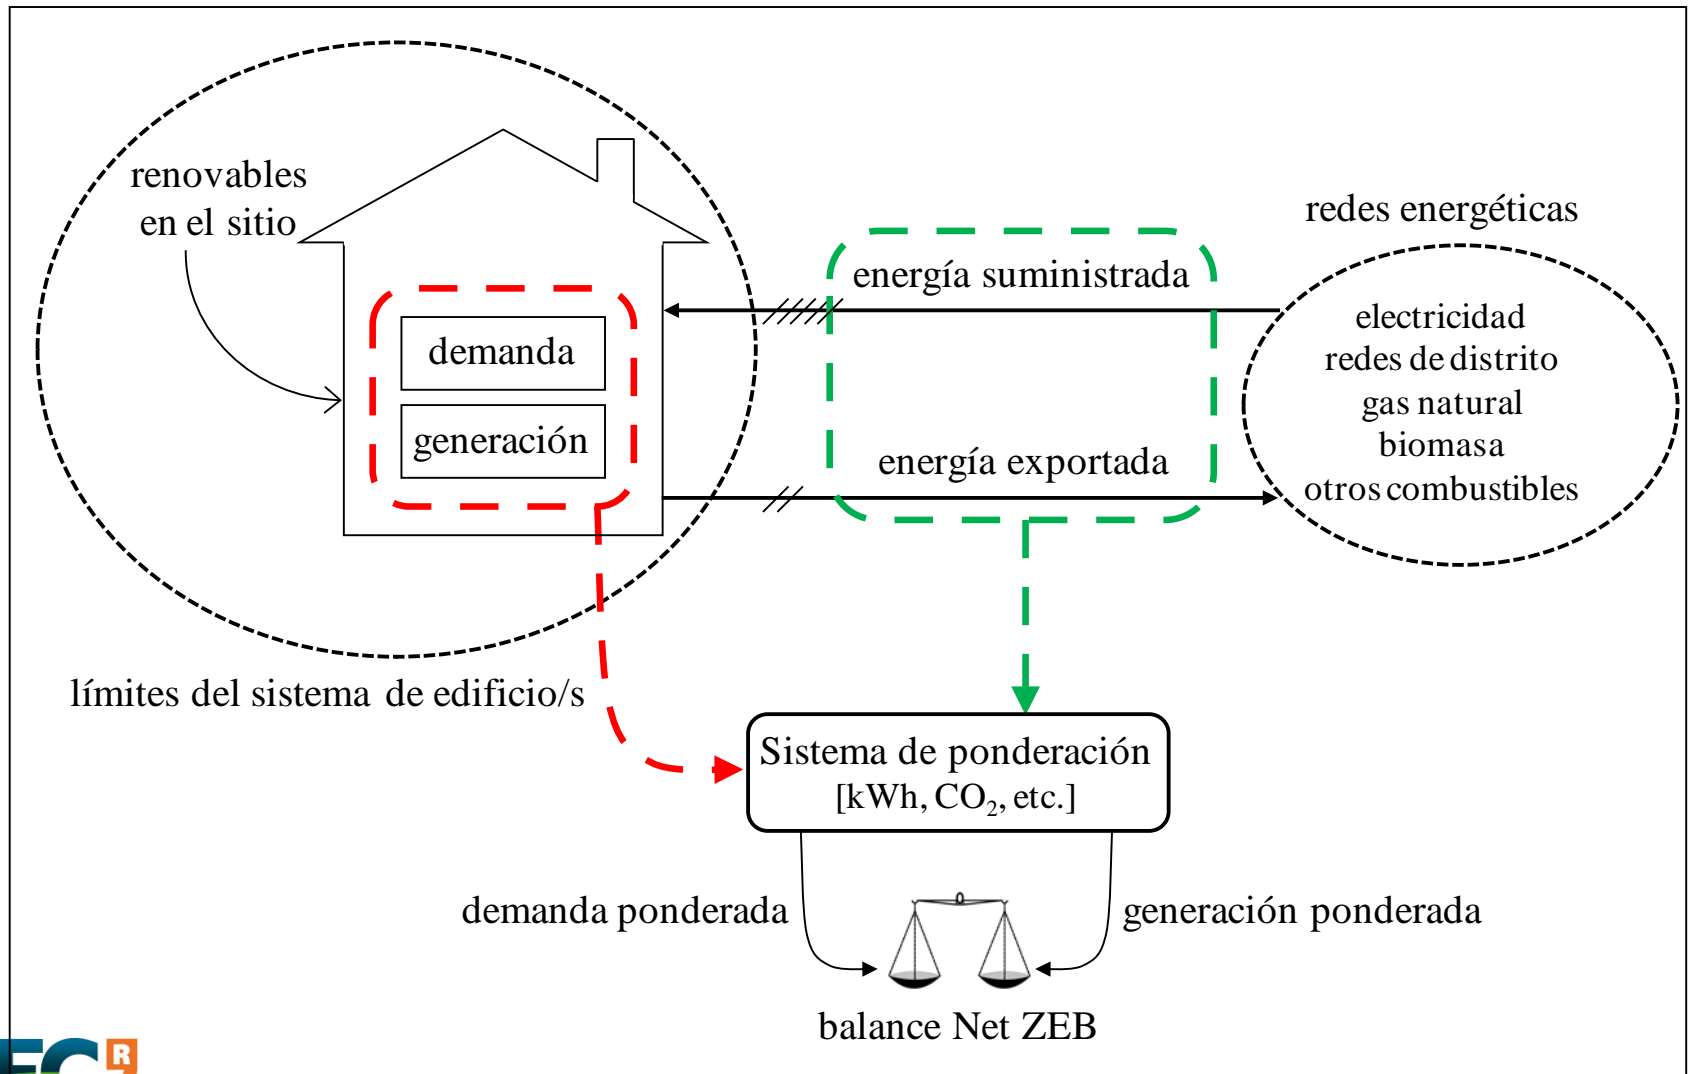 renovables
en el sitio
demanda
generación
límites del sistema de edificio/s
energía suministrada
energía exportada
redes energéticas
electricidad
redes de distrito
gas natural
biomasa
otros combustibles
Sistema de ponderación
[kWh, CO₂, etc.]
demanda ponderada
generación ponderada
balance Net ZEB
R